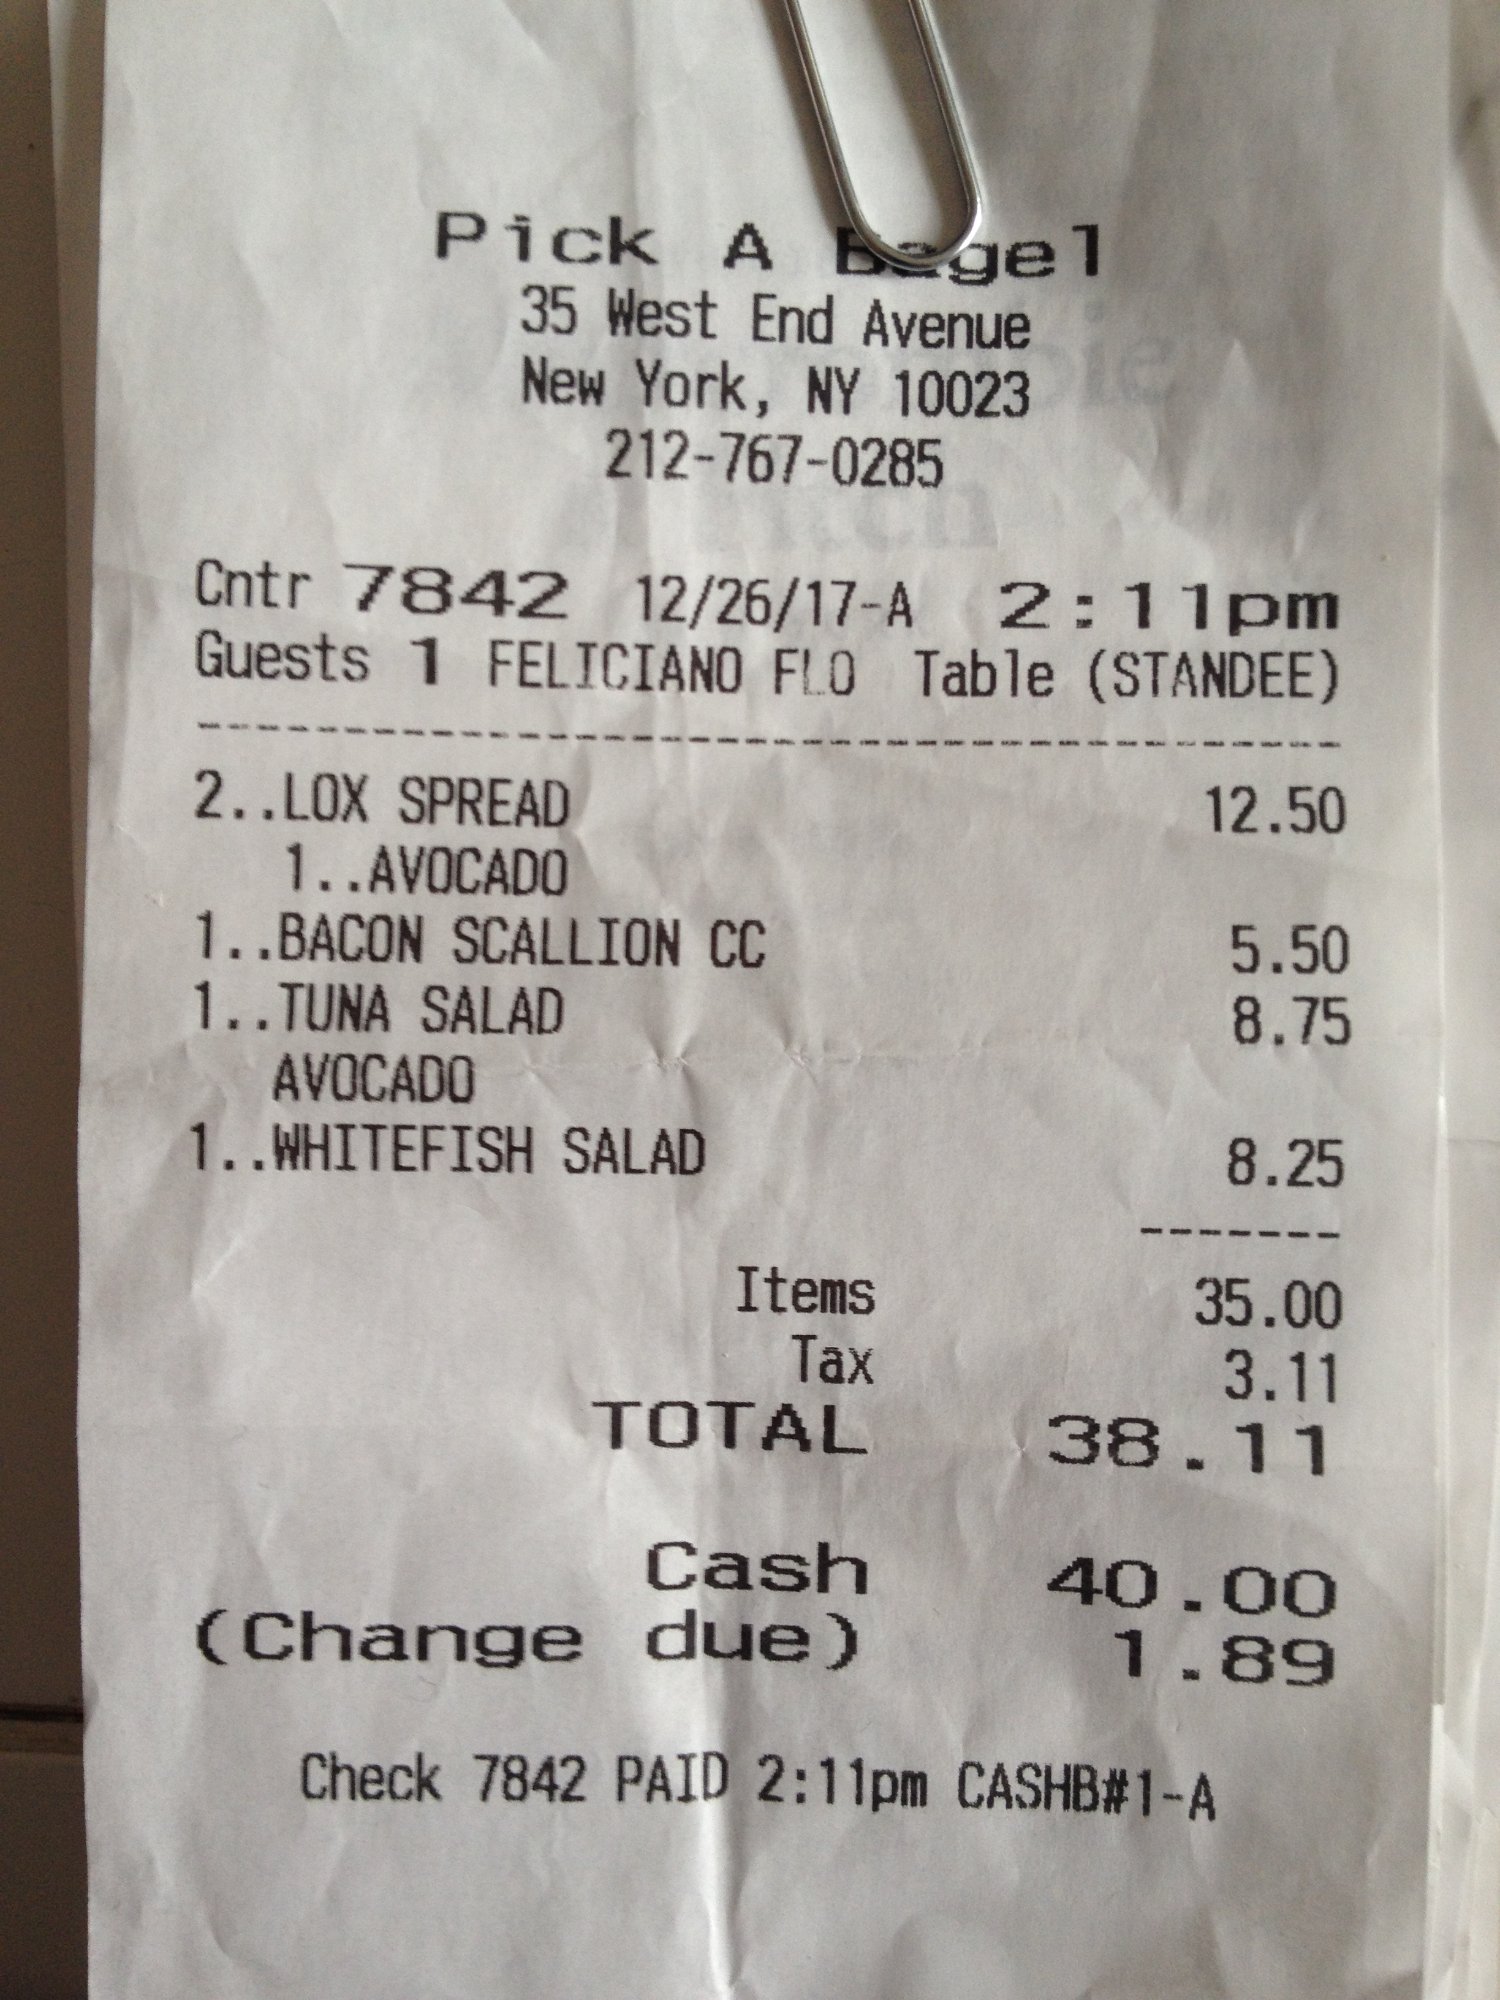 Pick A Bagel
35 West End Avenue
New York, NY 10023
212-767-0285
Cntr 7842 12/26/17-A 2:11pm
Guests 1 FELICIANO FLO Table (STANDEE)
----------------------------------------
2..LOX SPREAD 12.50
1..AVOCADO
1..BACON SCALLION CC 5.50
1..TUNA SALAD 8.75
AVOCADO
1..WHITEFISH SALAD 8.25
-------
Items 35.00
Tax 3.11
TOTAL 38.11
Cash 40.00
(Change due) 1.89
Check 7842 PAID 2:11pm CASHB#1-A